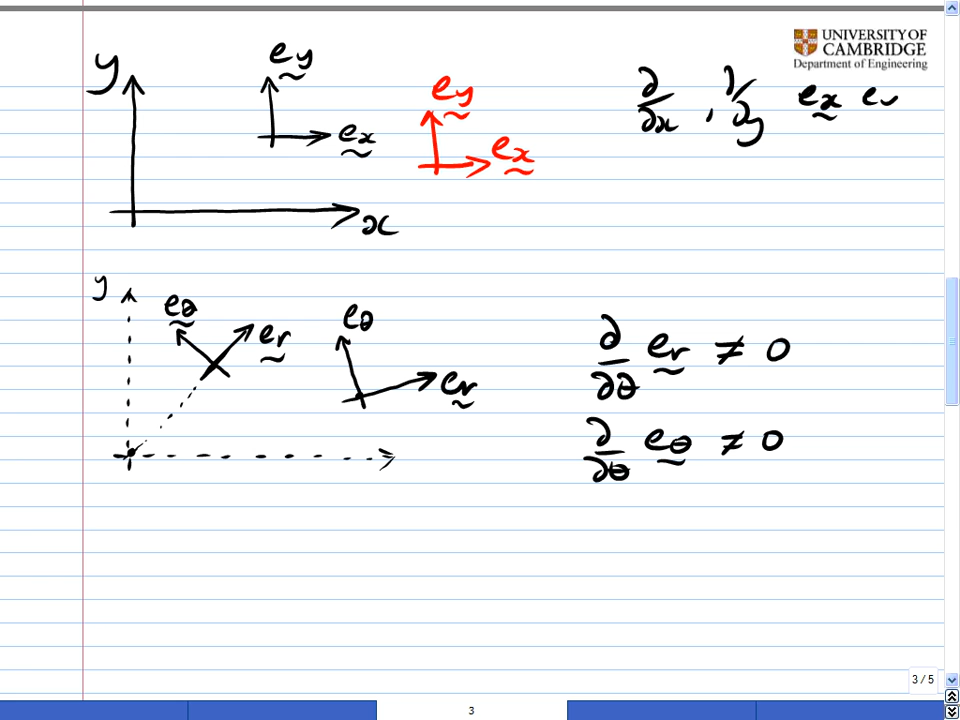 UNIVERSITY OF
CAMBRIDGE
Department of Engineering
y
e_y
e_x
x
e_y
e_x
∂/∂x , ∂/∂y e_x e
y
e_θ
e_r
e_θ
e_r
∂/∂θ e_r ≠ 0
∂/∂θ e_θ ≠ 0
3 / 5
3